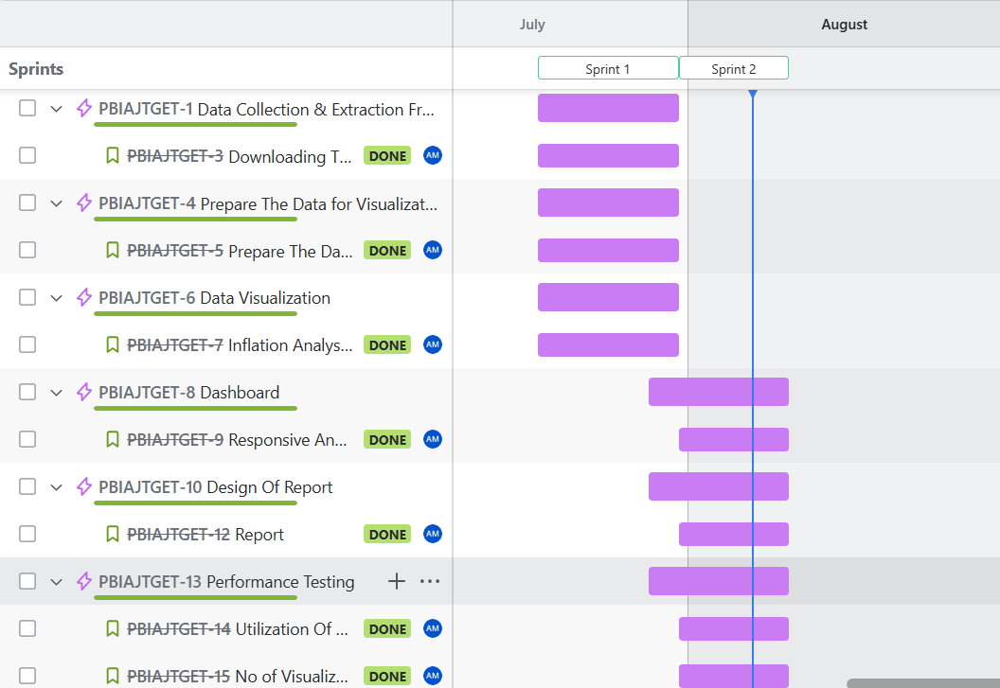 July
August
Sprints
Sprint 1
Sprint 2
PBIAJTGET-1 Data Collection & Extraction Fr...
PBIAJTGET-3 Downloading T... DONE AM
PBIAJTGET-4 Prepare The Data for Visualizat...
PBIAJTGET-5 Prepare The Da... DONE AM
PBIAJTGET-6 Data Visualization
PBIAJTGET-7 Inflation Analys... DONE AM
PBIAJTGET-8 Dashboard
PBIAJTGET-9 Responsive An... DONE AM
PBIAJTGET-10 Design Of Report
PBIAJTGET-12 Report DONE AM
PBIAJTGET-13 Performance Testing
PBIAJTGET-14 Utilization Of ... DONE AM
PBIAJTGET-15 No of Visualiz... DONE AM